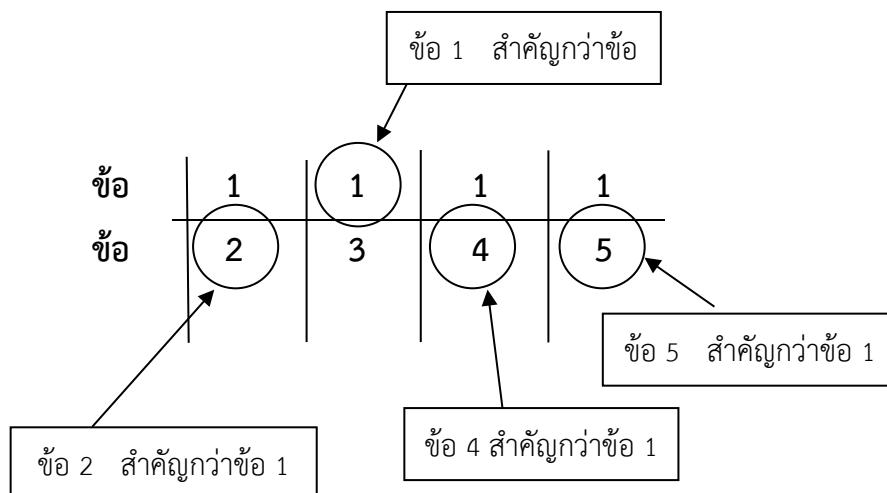 ข้อ 1 สำคัญกว่าข้อ
ข้อ 1 1 1 1
ข้อ 2 3 4 5
ข้อ 5 สำคัญกว่าข้อ 1
ข้อ 4 สำคัญกว่าข้อ 1
ข้อ 2 สำคัญกว่าข้อ 1